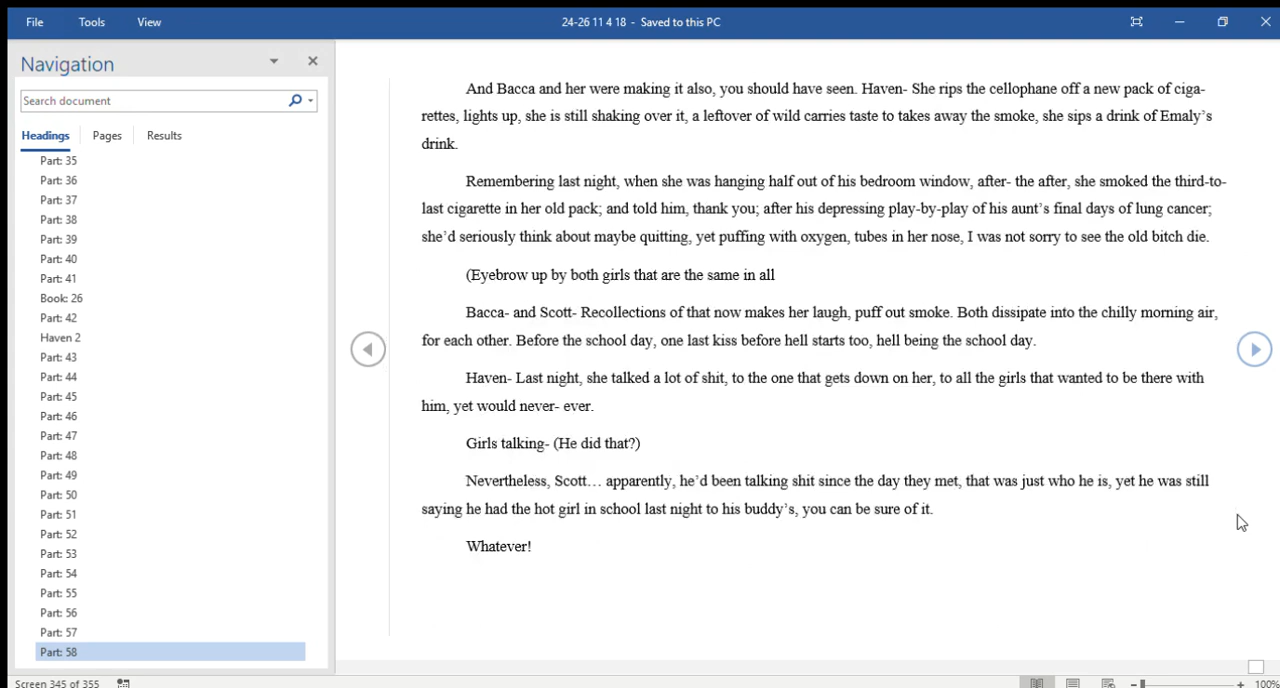 File Tools View 24-26 11 4 18 - Saved to this PC
Navigation
Search document
Headings Pages Results
Part: 35
Part: 36
Part: 37
Part: 38
Part: 39
Part: 40
Part: 41
Book: 26
Part: 42
Haven 2
Part: 43
Part: 44
Part: 45
Part: 46
Part: 47
Part: 48
Part: 49
Part: 50
Part: 51
Part: 52
Part: 53
Part: 54
Part: 55
Part: 56
Part: 57
Part: 58
And Bacca and her were making it also, you should have seen. Haven- She rips the cellophane off a new pack of ciga-
rettes, lights up, she is still shaking over it, a leftover of wild carries taste to takes away the smoke, she sips a drink of Emaly’s
drink.
Remembering last night, when she was hanging half out of his bedroom window, after- the after, she smoked the third-to-
last cigarette in her old pack; and told him, thank you; after his depressing play-by-play of his aunt’s final days of lung cancer;
she’d seriously think about maybe quitting, yet puffing with oxygen, tubes in her nose, I was not sorry to see the old bitch die.
(Eyebrow up by both girls that are the same in all
Bacca- and Scott- Recollections of that now makes her laugh, puff out smoke. Both dissipate into the chilly morning air,
for each other. Before the school day, one last kiss before hell starts too, hell being the school day.
Haven- Last night, she talked a lot of shit, to the one that gets down on her, to all the girls that wanted to be there with
him, yet would never- ever.
Girls talking- (He did that?)
Nevertheless, Scott… apparently, he’d been talking shit since the day they met, that was just who he is, yet he was still
saying he had the hot girl in school last night to his buddy’s, you can be sure of it.
Whatever!
Screen 345 of 355
100%